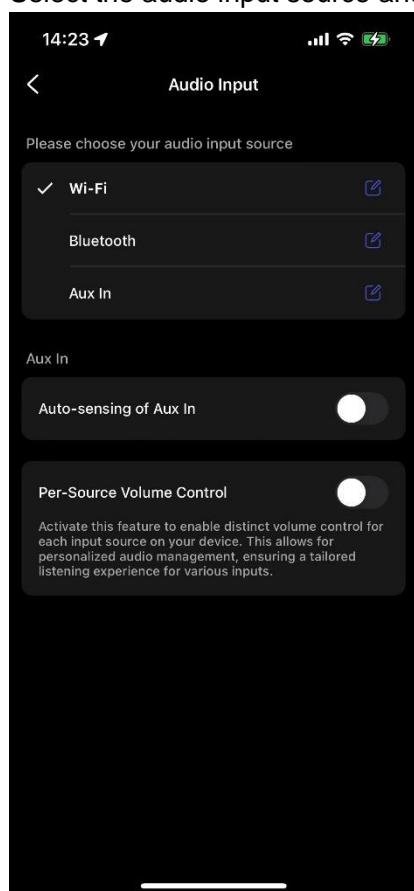 Select the audio input source and
14:23
Audio Input
Please choose your audio input source
Wi-Fi
Bluetooth
Aux In
Aux In
Auto-sensing of Aux In
Per-Source Volume Control
Activate this feature to enable distinct volume control for
each input source on your device. This allows for
personalized audio management, ensuring a tailored
listening experience for various inputs.